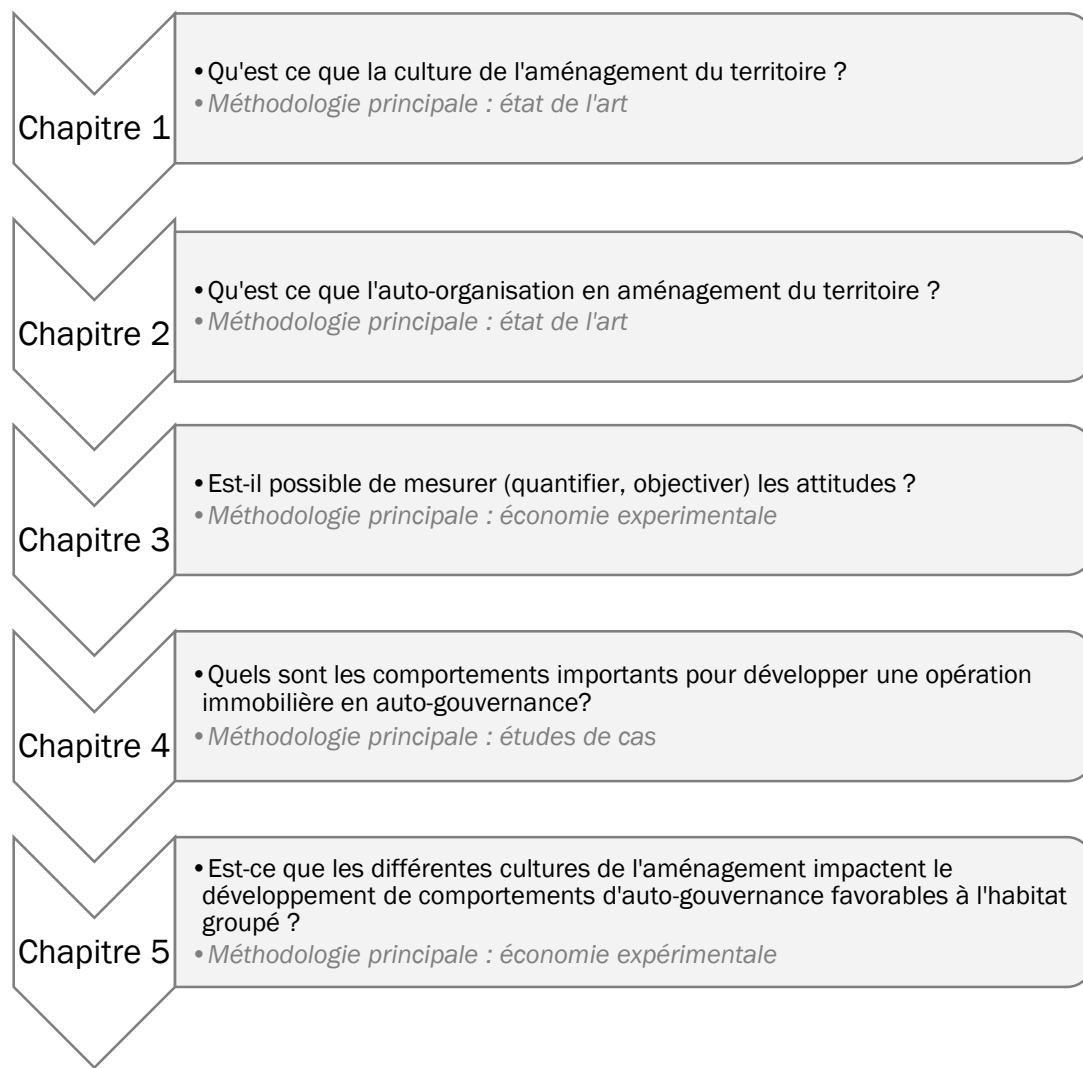 Chapitre 1
•Qu'est ce que la culture de l'aménagement du territoire ?
•Méthodologie principale : état de l'art
Chapitre 2
•Qu'est ce que l'auto-organisation en aménagement du territoire ?
•Méthodologie principale : état de l'art
Chapitre 3
•Est-il possible de mesurer (quantifier, objectiver) les attitudes ?
•Méthodologie principale : économie experimentale
Chapitre 4
•Quels sont les comportements importants pour développer une opération
immobilière en auto-gouvernance?
•Méthodologie principale : études de cas
Chapitre 5
•Est-ce que les différentes cultures de l'aménagement impactent le
développement de comportements d'auto-gouvernance favorables à l'habitat
groupé ?
•Méthodologie principale : économie expérimentale